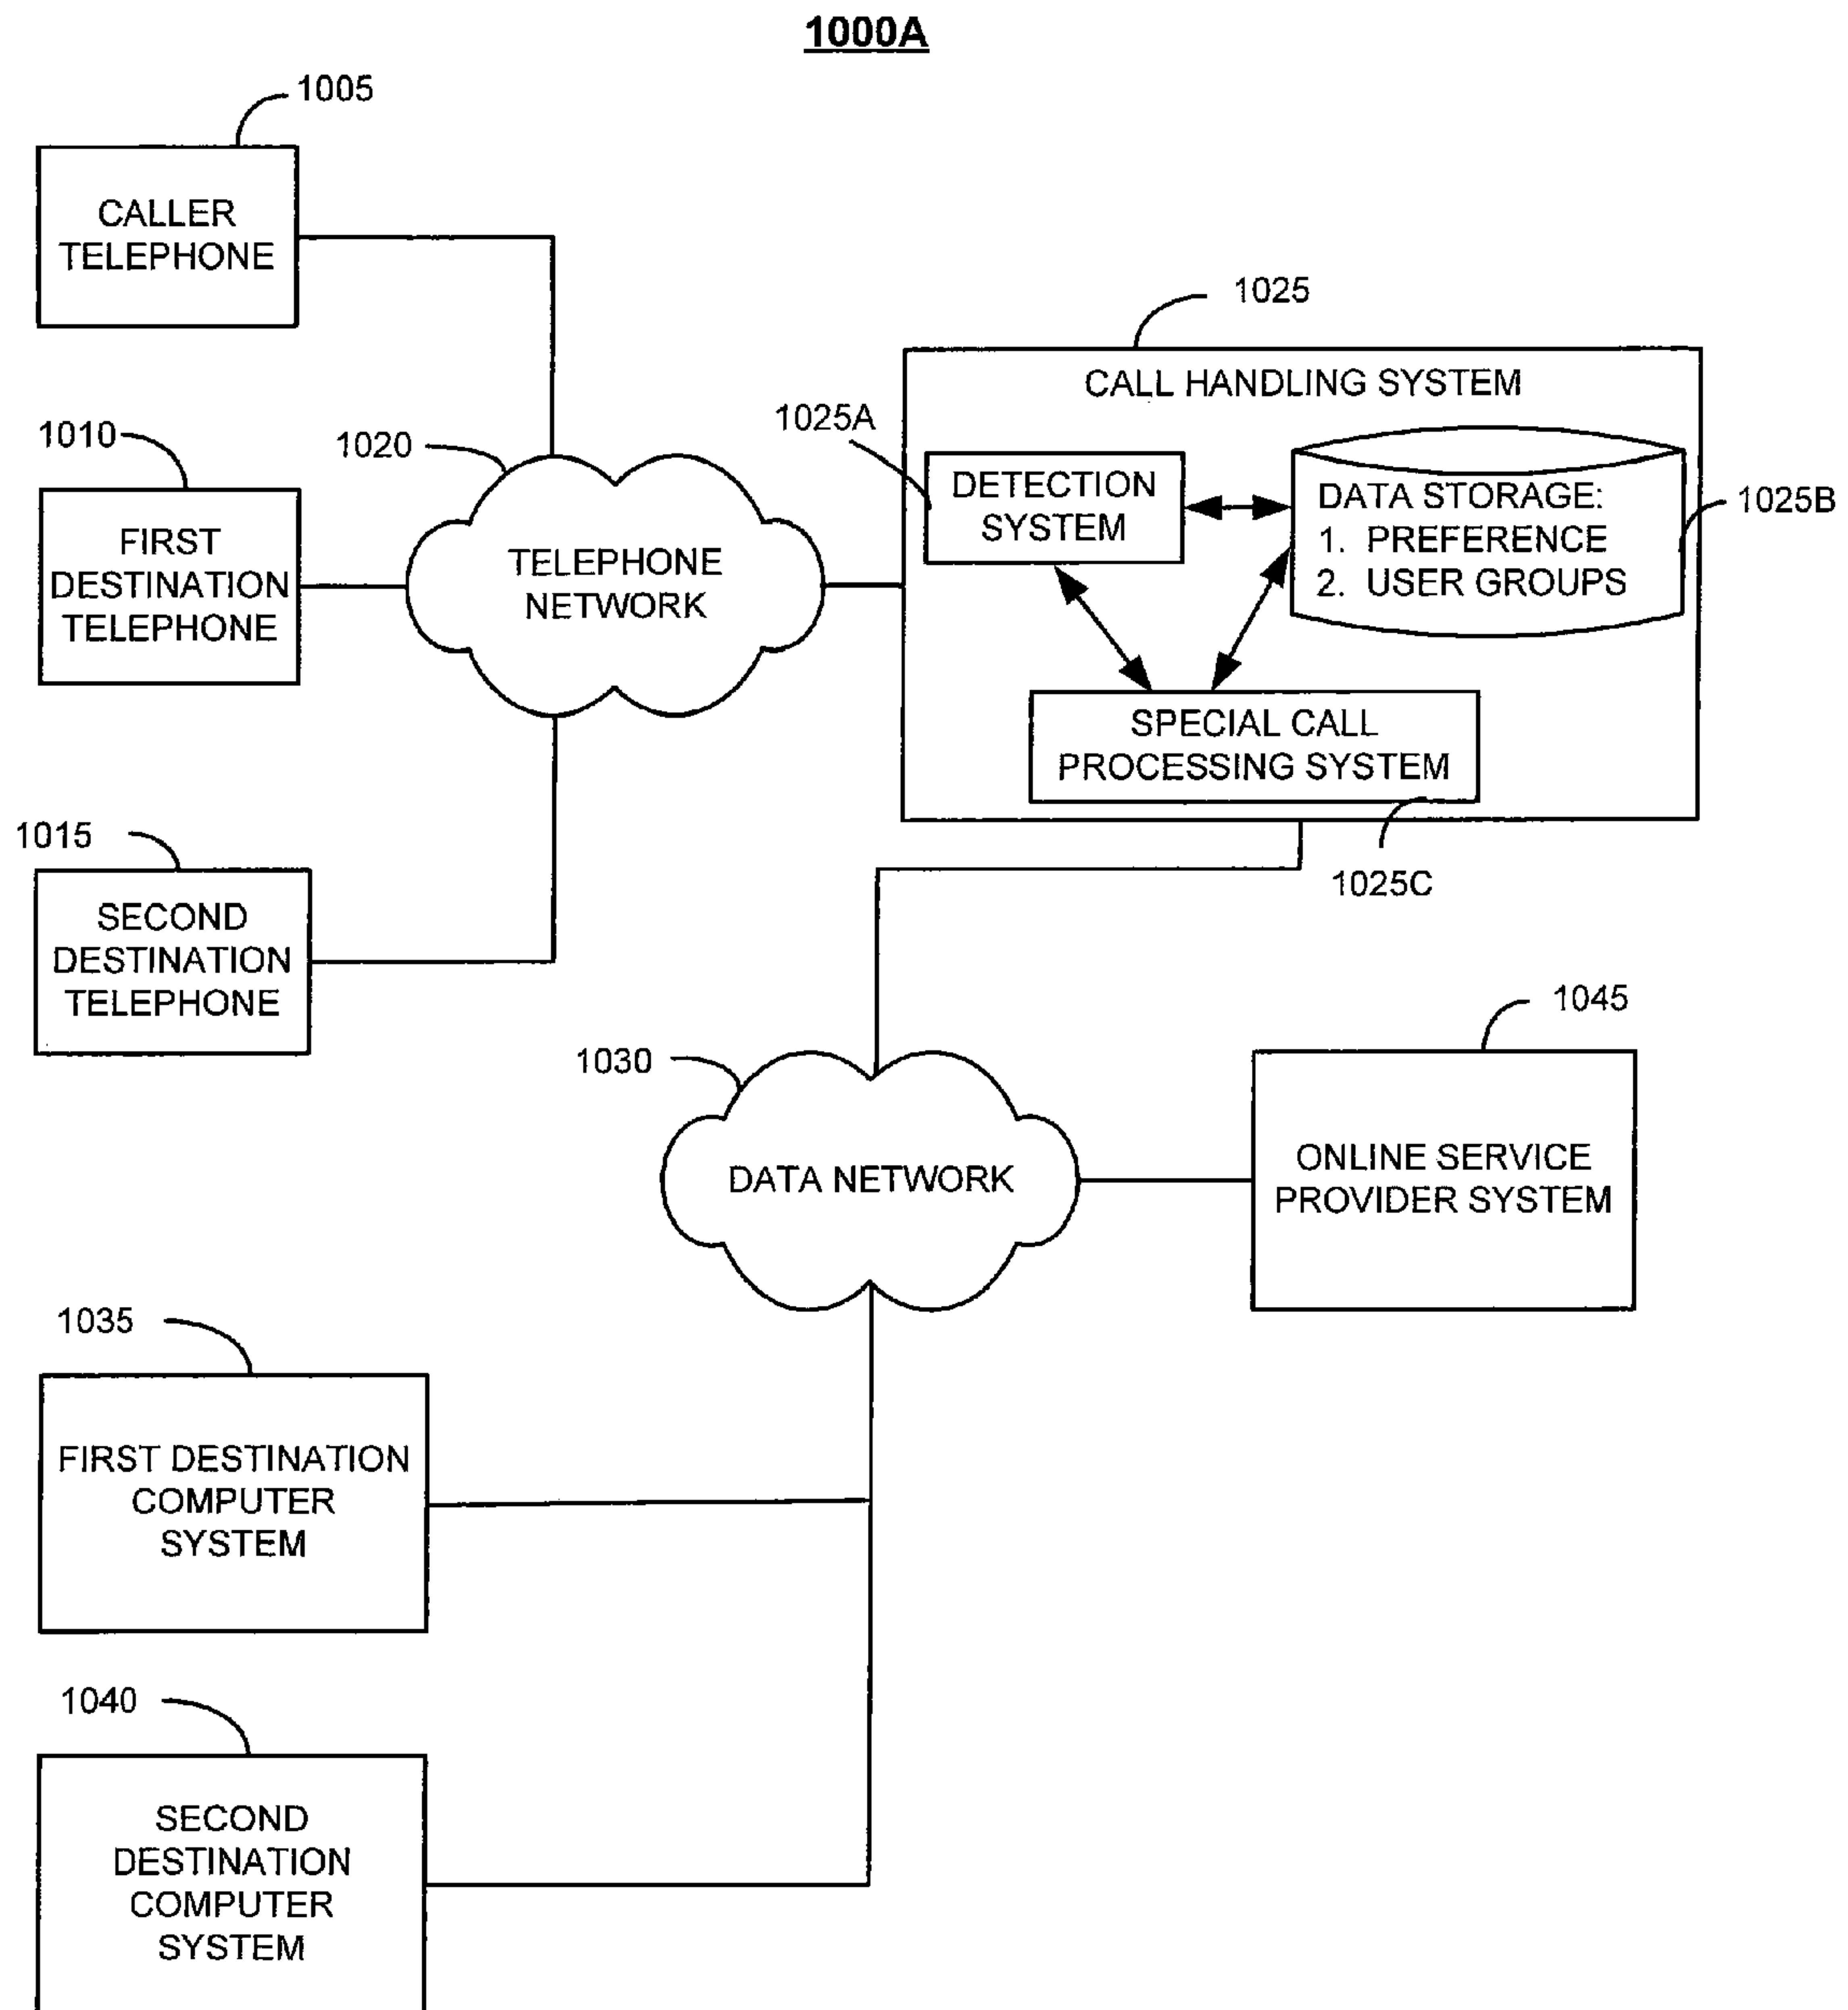 1000A
1005
CALLER
TELEPHONE
1025
CALL HANDLING SYSTEM
1025A
1010
1020
DETECTION
SYSTEM
DATA STORAGE:
1. PREFERENCE
2. USER GROUPS
1025B
FIRST
DESTINATION
TELEPHONE
TELEPHONE
NETWORK
SPECIAL CALL
PROCESSING SYSTEM
1025C
1015
SECOND
DESTINATION
TELEPHONE
1030
1045
DATA NETWORK
ONLINE SERVICE
PROVIDER SYSTEM
1035
FIRST DESTINATION
COMPUTER
SYSTEM
1040
SECOND
DESTINATION
COMPUTER
SYSTEM